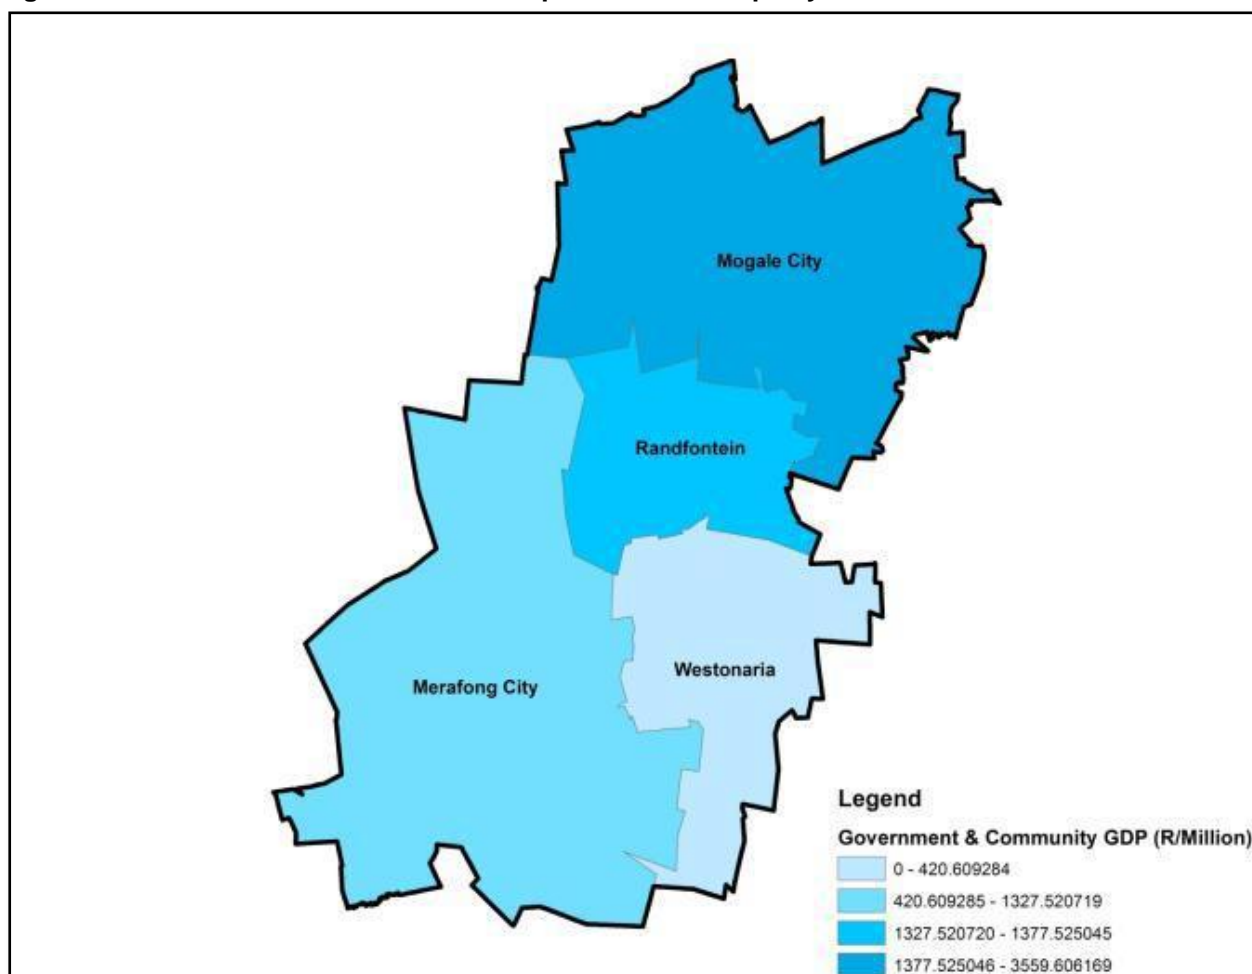 Mogale City
Randfontein
Westonaria
Merafong City
Legend
Government & Community GDP (R/Million)
0 - 420.609284
420.609285 - 1327.520719
1327.520720 - 1377.525045
1377.525046 - 3559.606169